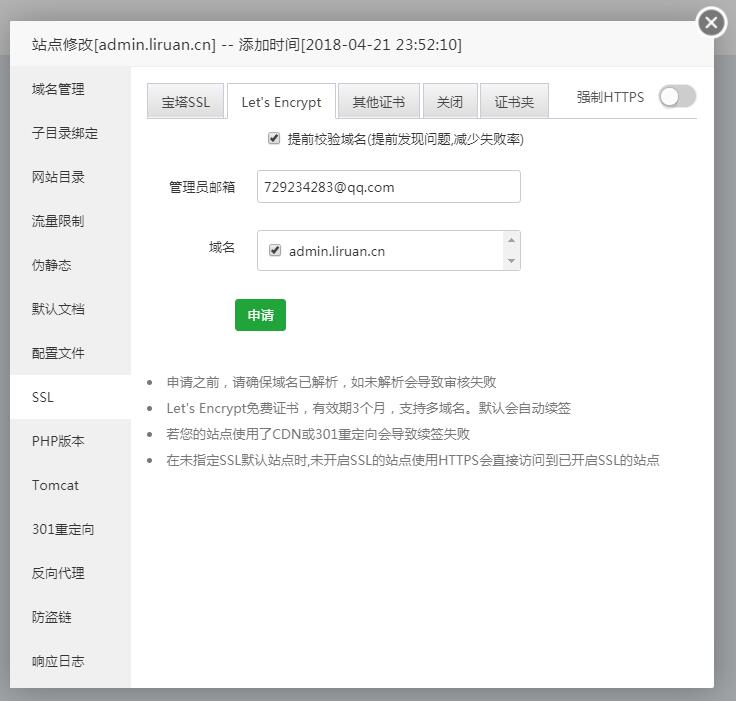 站点修改[admin.liruan.cn] -- 添加时间[2018-04-21 23:52:10]
域名管理
子目录绑定
网站目录
流量限制
伪静态
默认文档
配置文件
SSL
PHP版本
Tomcat
301重定向
反向代理
防盗链
响应日志
宝塔SSL Let's Encrypt 其他证书 关闭 证书夹 强制HTTPS
提前校验域名(提前发现问题,减少失败率)
管理员邮箱 729234283@qq.com
域名 admin.liruan.cn
申请
申请之前，请确保域名已解析，如未解析会导致审核失败
Let's Encrypt免费证书，有效期3个月，支持多域名。默认会自动续签
若您的站点使用了CDN或301重定向会导致续签失败
在未指定SSL默认站点时,未开启SSL的站点使用HTTPS会直接访问到已开启SSL的站点